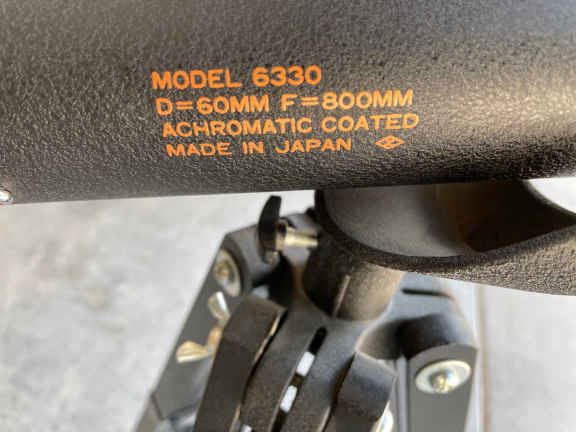 MODEL 6330
D=60MM F=800MM
ACHROMATIC COATED
MADE IN JAPAN